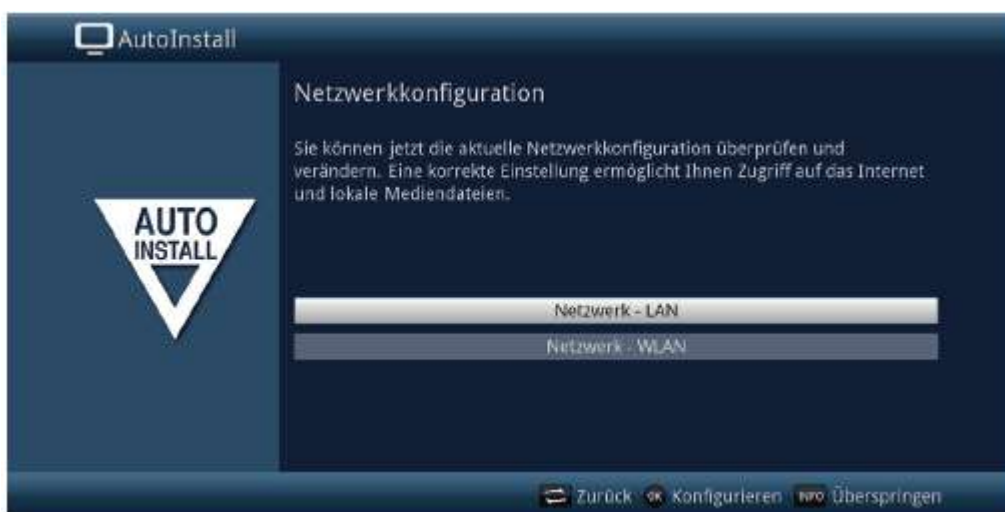 AutoInstall
Netzwerkkonfiguration
Sie können jetzt die aktuelle Netzwerkkonfiguration überprüfen und
verändern. Eine korrekte Einstellung ermöglicht Ihnen Zugriff auf das Internet
und lokale Mediendateien.
AUTO
INSTALL
Netzwerk - LAN
Netzwerk - WLAN
Zurück OK Konfigurieren INFO Überspringen